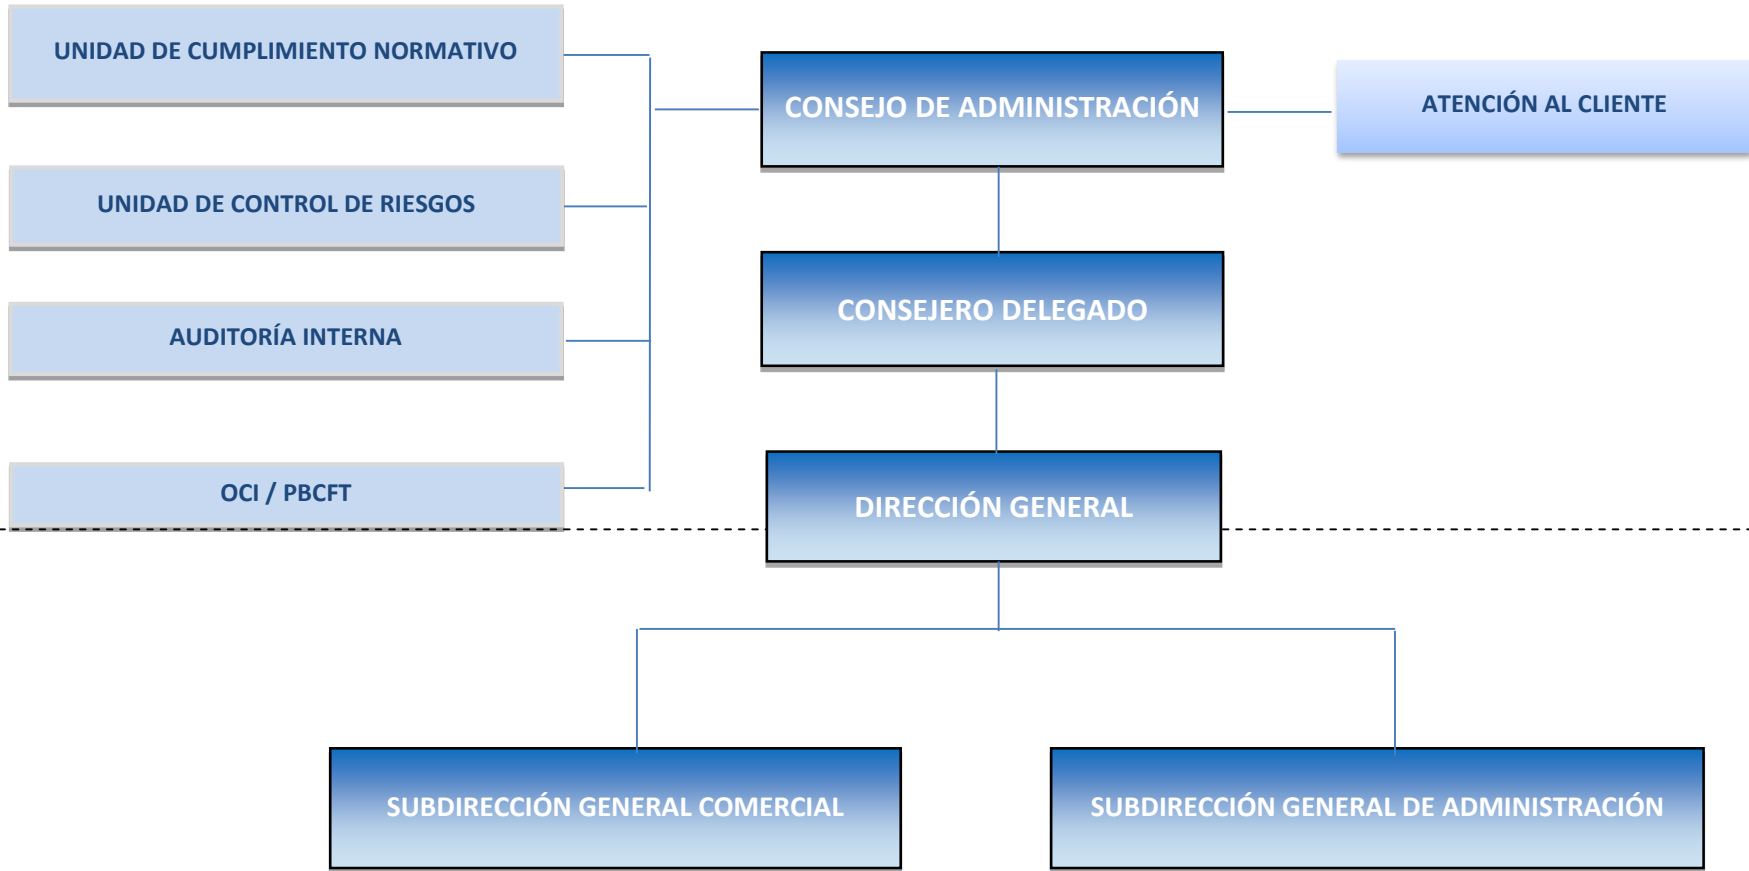 UNIDAD DE CUMPLIMIENTO NORMATIVO
CONSEJO DE ADMINISTRACIÓN
ATENCIÓN AL CLIENTE
UNIDAD DE CONTROL DE RIESGOS
CONSEJERO DELEGADO
AUDITORÍA INTERNA
OCI / PBCFT
DIRECCIÓN GENERAL
SUBDIRECCIÓN GENERAL COMERCIAL
SUBDIRECCIÓN GENERAL DE ADMINISTRACIÓN